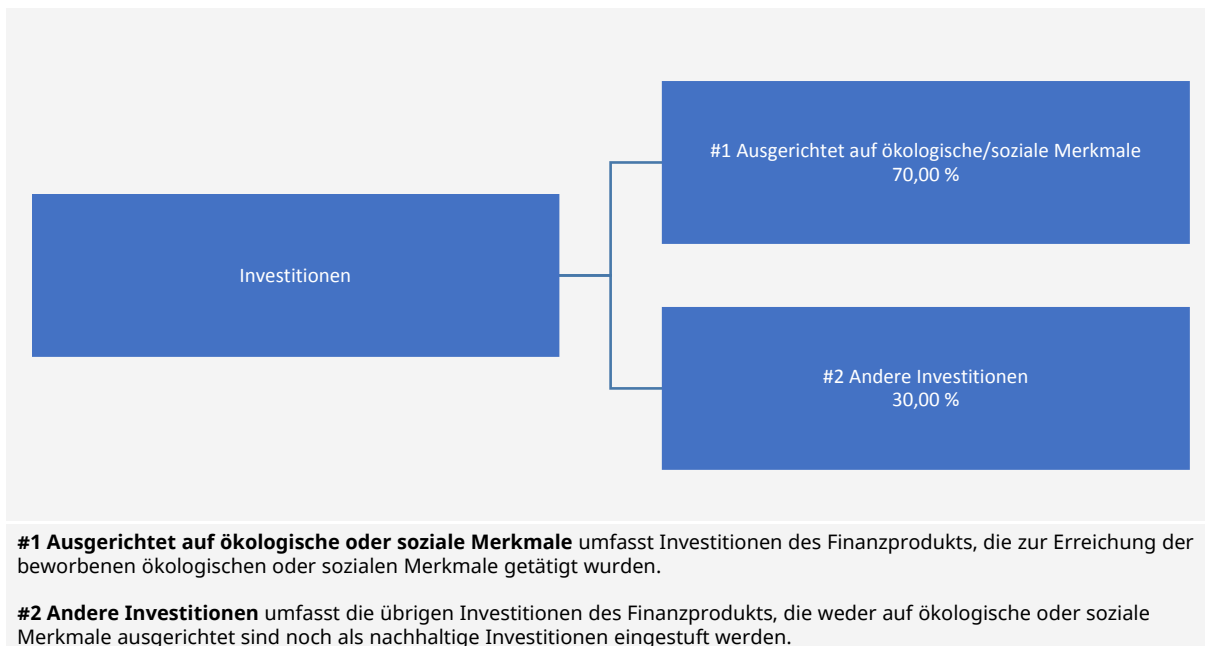 #1 Ausgerichtet auf ökologische/soziale Merkmale
70,00 %
Investitionen
#2 Andere Investitionen
30,00 %
#1 Ausgerichtet auf ökologische oder soziale Merkmale umfasst Investitionen des Finanzprodukts, die zur Erreichung der
beworbenen ökologischen oder sozialen Merkmale getätigt wurden.
#2 Andere Investitionen umfasst die übrigen Investitionen des Finanzprodukts, die weder auf ökologische oder soziale
Merkmale ausgerichtet sind noch als nachhaltige Investitionen eingestuft werden.